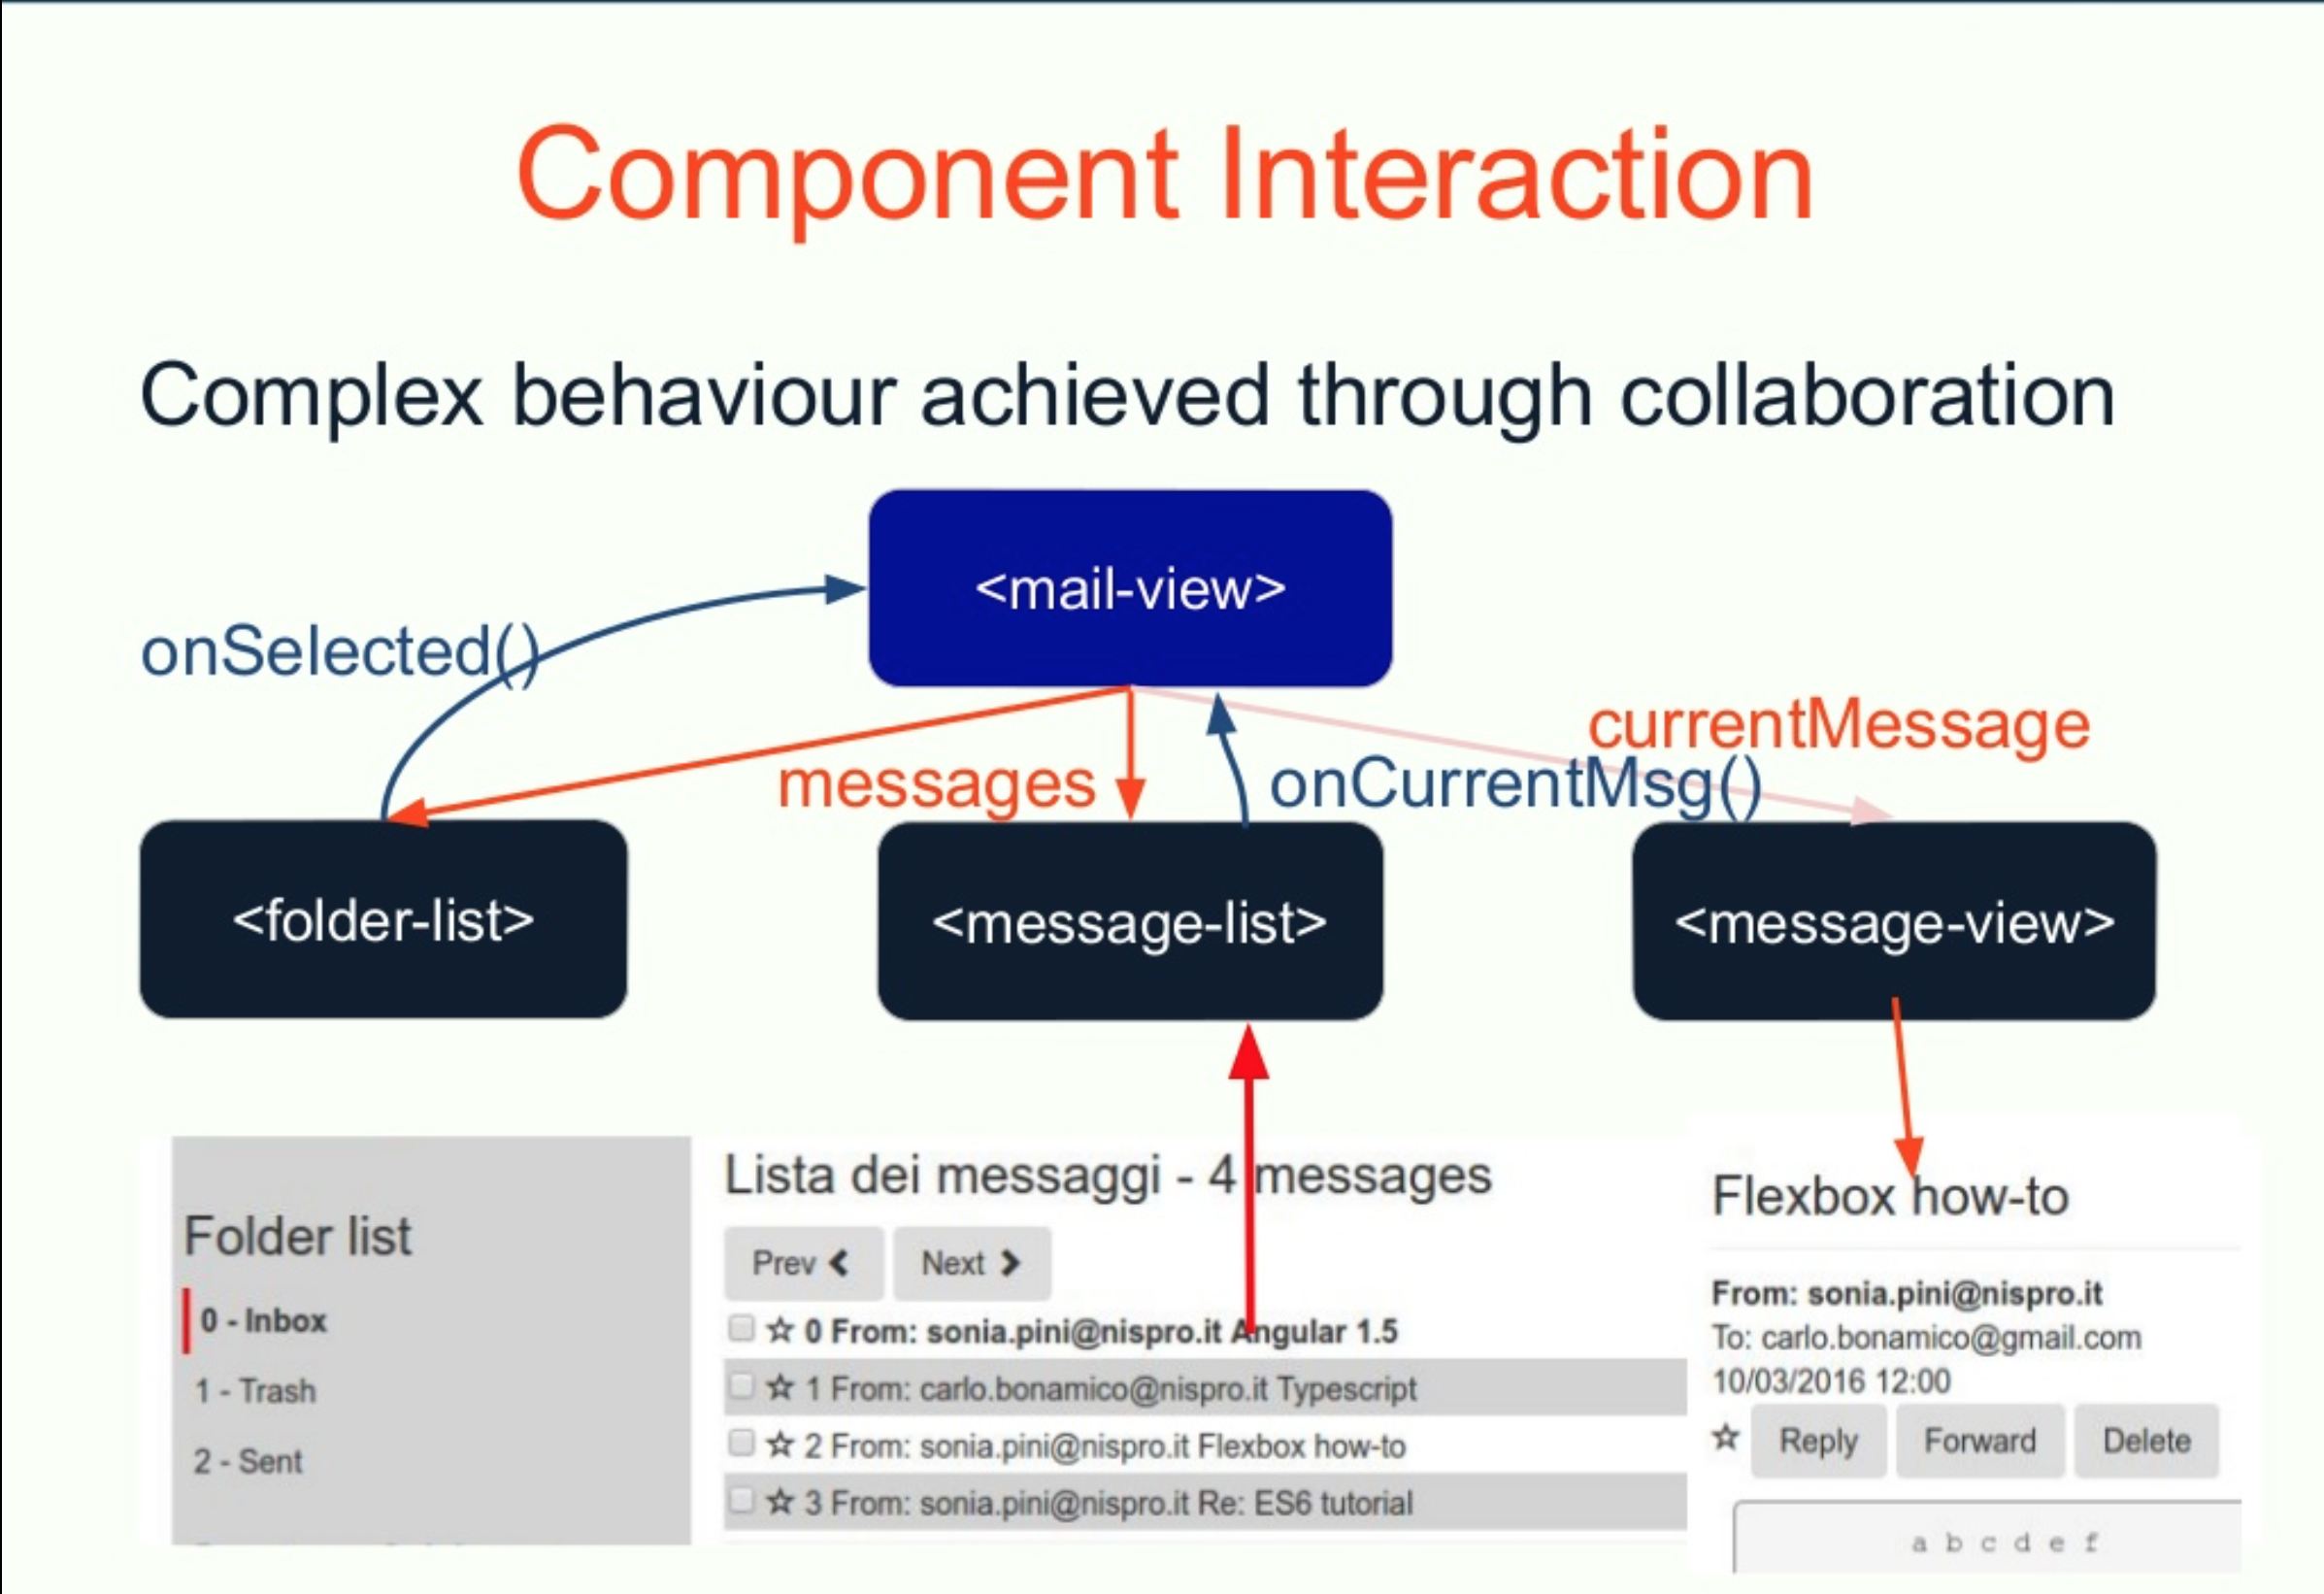 Component Interaction
Complex behaviour achieved through collaboration
<mail-view>
onSelected()
currentMessage
messages
onCurrentMsg()
<folder-list>
<message-list>
<message-view>
Folder list
0 - Inbox
1 - Trash
2 - Sent
Lista dei messaggi - 4 messages
Prev
Next
0 From: sonia.pini@nispro.it Angular 1.5
1 From: carlo.bonamico@nispro.it Typescript
2 From: sonia.pini@nispro.it Flexbox how-to
3 From: sonia.pini@nispro.it Re: ES6 tutorial
Flexbox how-to
From: sonia.pini@nispro.it
To: carlo.bonamico@gmail.com
10/03/2016 12:00
Reply
Forward
Delete
a b c d e f